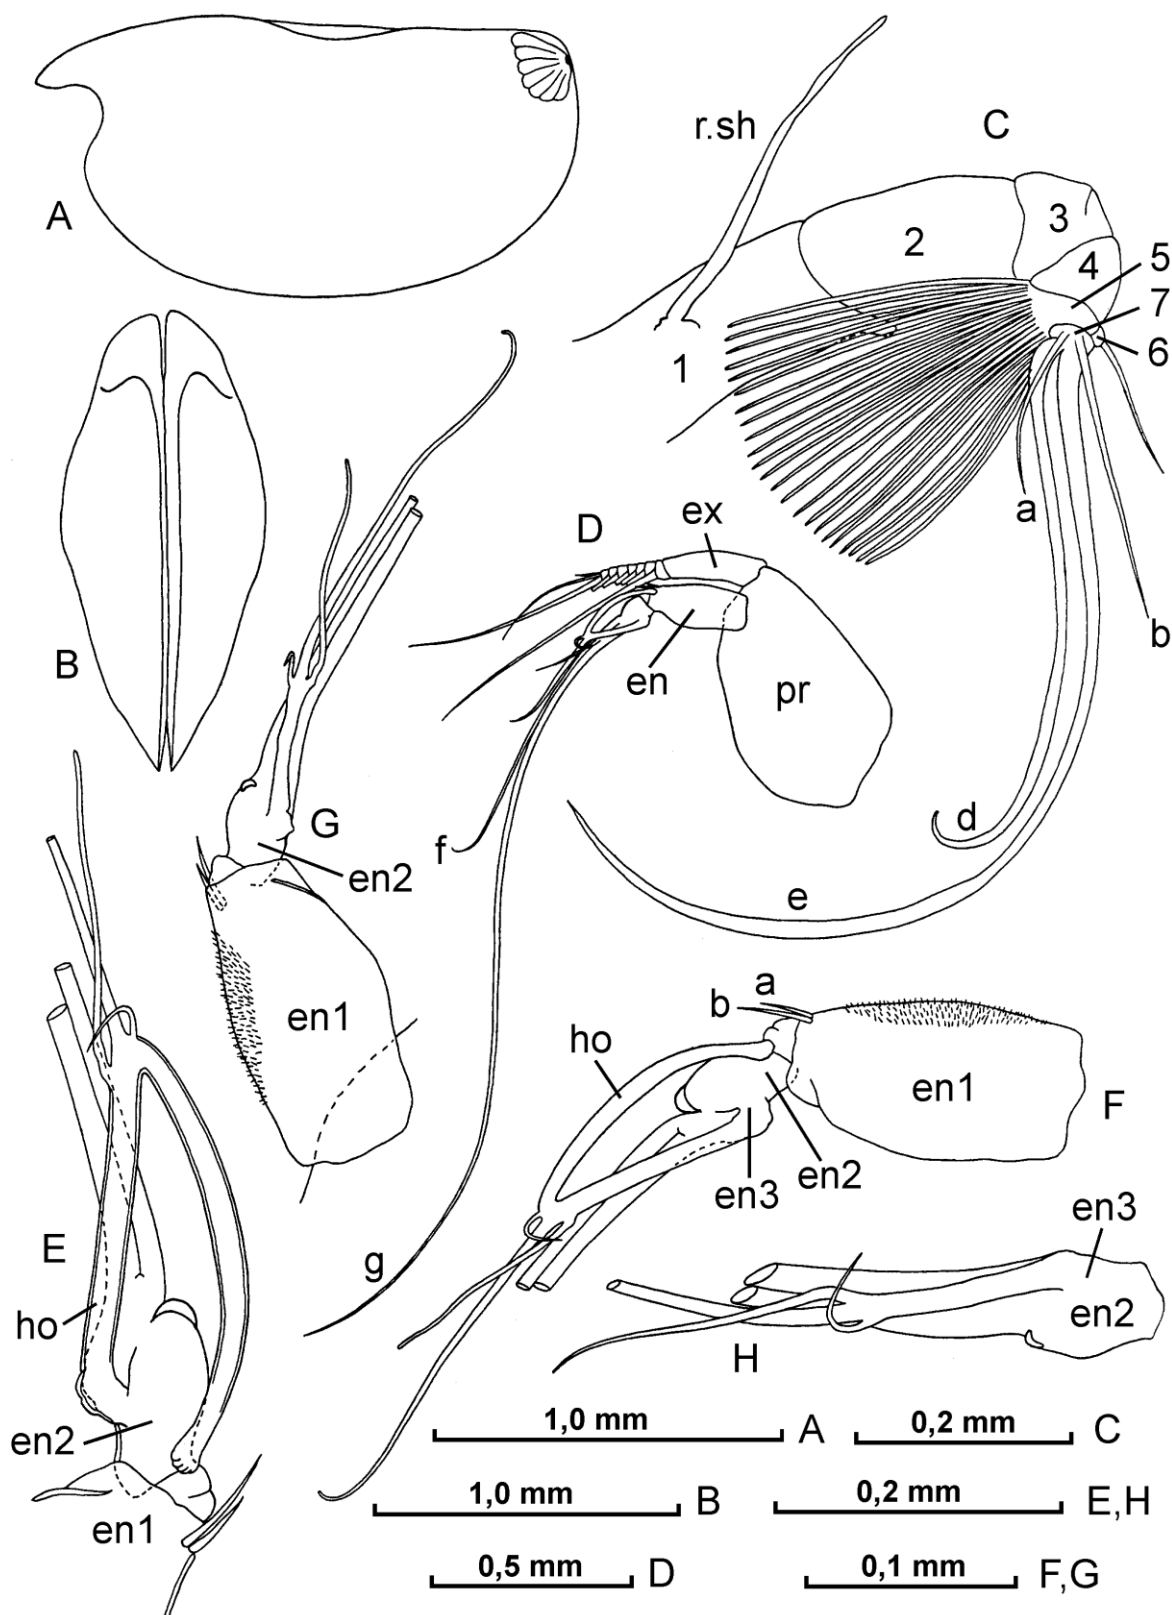 A
r.sh
C
2
3
4
5
7
6
1
a
b
d
e
B
D
ex
en
pr
f
g
G
en2
en1
E
ho
en2
en1
a
b
ho
en1
F
en2
en3
en3
en2
H
1,0 mm A
0,2 mm C
1,0 mm B
0,2 mm E,H
0,5 mm D
0,1 mm F,G